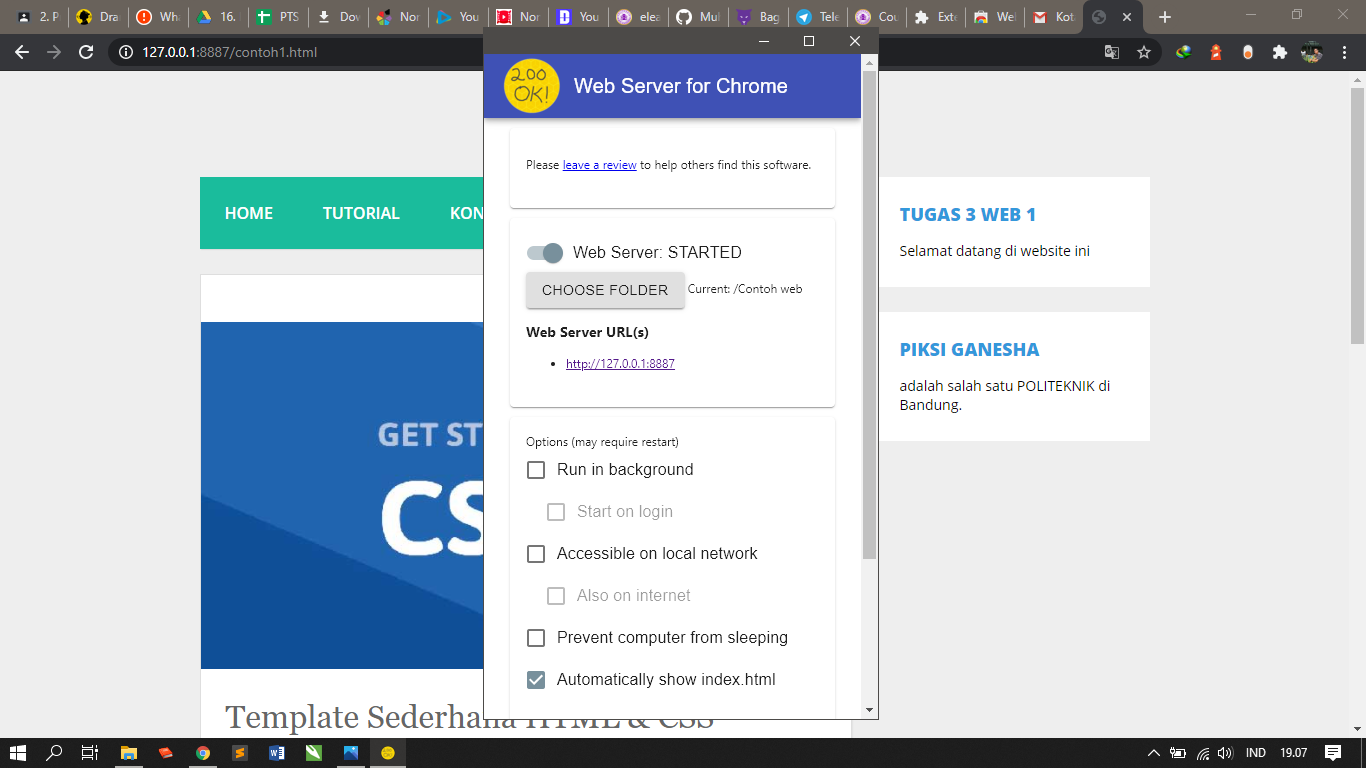 2. P
Dra
Wha
16.
PTS
Dow
Nor
You
Nor
You
elea
Mul
Bag
Tele
Cou
Exte
Wel
Kot
127.0.0.1:8887/contoh1.html
200
OK!
Web Server for Chrome
Please leave a review to help others find this software.
HOME
TUTORIAL
KON
Web Server: STARTED
CHOOSE FOLDER
Current: /Contoh web
Web Server URL(s)
http://127.0.0.1:8887
Options (may require restart)
Run in background
Start on login
Accessible on local network
Also on internet
Prevent computer from sleeping
Automatically show index.html
GET ST
CS
Template Sederhana HTML & CSS
TUGAS 3 WEB 1
Selamat datang di website ini
PIKSI GANESHA
adalah salah satu POLITEKNIK di
Bandung.
IND
19.07